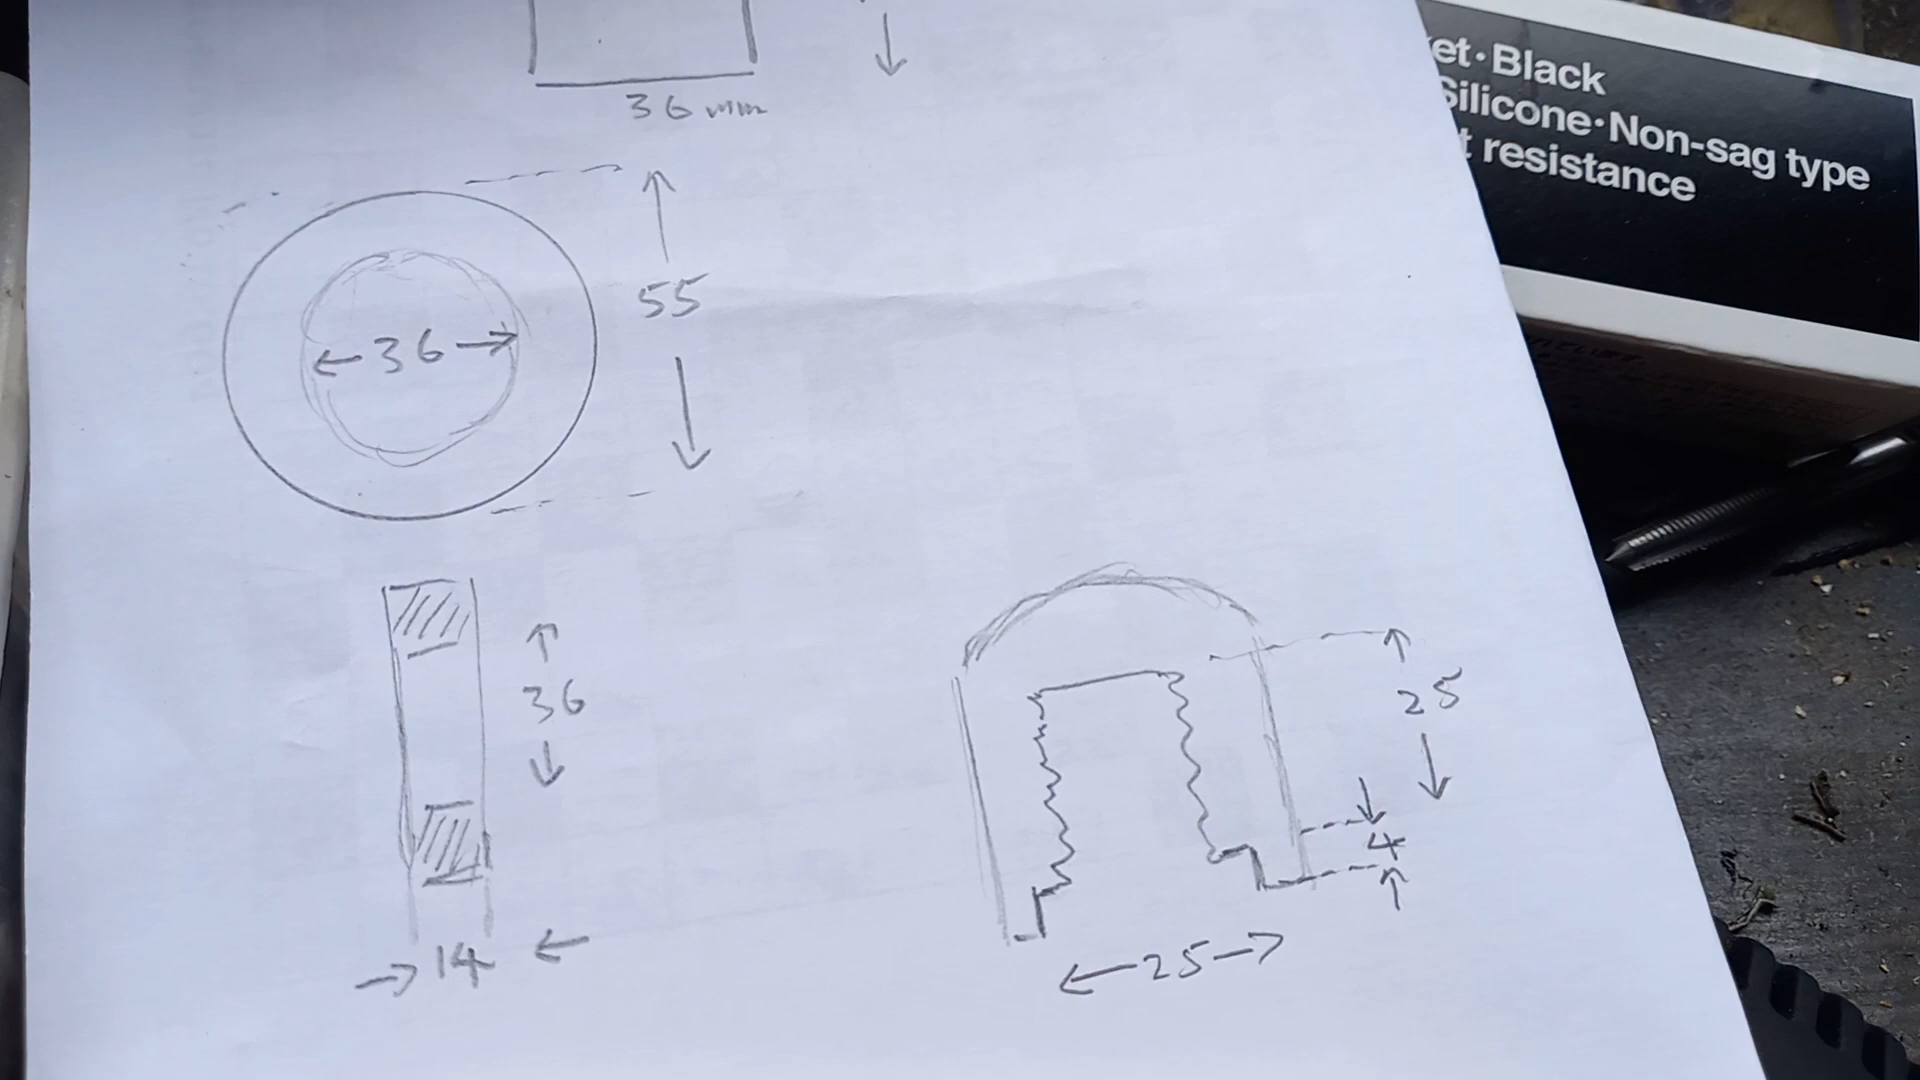 36 mm
et・Black
Silicone・Non-sag type
t resistance
55
36
36
25
4
14
25